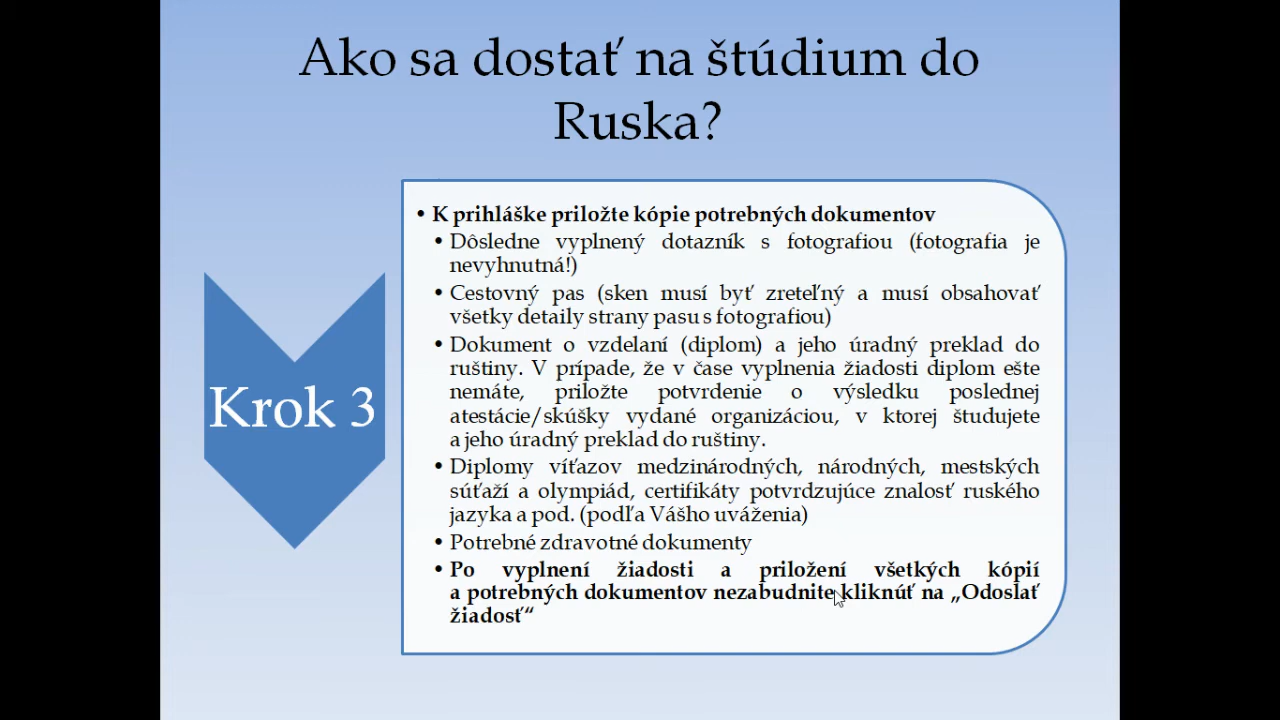 Ako sa dostať na štúdium do
Ruska?
Krok 3
• K prihláške priložte kópie potrebných dokumentov
• Dôsledne vyplnený dotazník s fotografiou (fotografia je
nevyhnutná!)
• Cestovný pas (sken musí byť zreteľný a musí obsahovať
všetky detaily strany pasu s fotografiou)
• Dokument o vzdelaní (diplom) a jeho úradný preklad do
ruštiny. V prípade, že v čase vyplnenia žiadosti diplom ešte
nemáte, priložte potvrdenie o výsledku poslednej
atestácie/skúšky vydané organizáciou, v ktorej študujete
a jeho úradný preklad do ruštiny.
• Diplomy víťazov medzinárodných, národných, mestských
súťaží a olympiád, certifikáty potvrdzujúce znalosť ruského
jazyka a pod. (podľa Vášho uváženia)
• Potrebné zdravotné dokumenty
• Po vyplnení žiadosti a priložení všetkých kópií
a potrebných dokumentov nezabudnite kliknúť na „Odoslať
žiadosť“